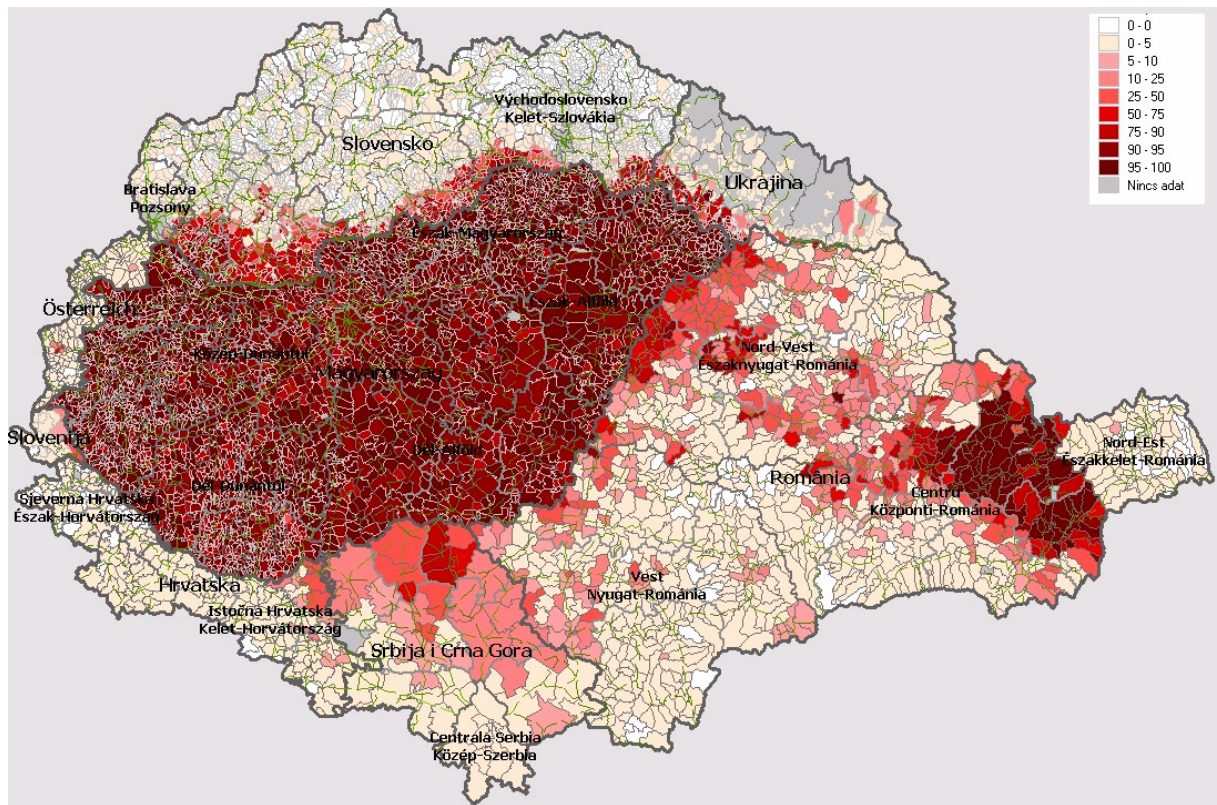 0 - 0
0 - 5
5 - 10
10 - 25
25 - 50
50 - 75
75 - 90
90 - 95
95 - 100
Nincs adat
Východoslovensko
Kelet-Szlovákia
Slovensko
Ukrajina
Bratislava
Pozsony
Észak-Magyarország
Österreich
Észak-Alföld
Közép-Dunántúl
Magyarország
Nord-Vest
Északnyugat-Románia
Slovenija
Dél-Alföld
Nord-Est
Északkelet-Románia
România
Dél-Dunántúl
Sjeverna Hrvatska
Észak-Horvátország
Centru
Központi-Románia
Hrvatska
Vest
Nyugat-Románia
Istočna Hrvatska
Kelet-Horvátország
Srbija i Crna Gora
Centrala Serbia
Közép-Szerbia